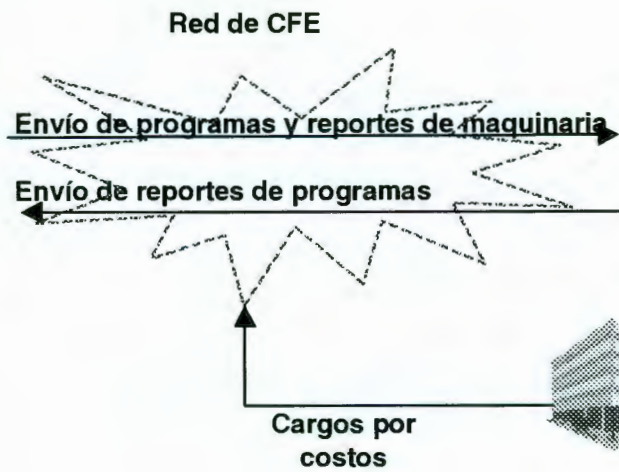 Red de CFE
Envío de programas y reportes de maquinaria
Envío de reportes de programas
Cargos por
costos